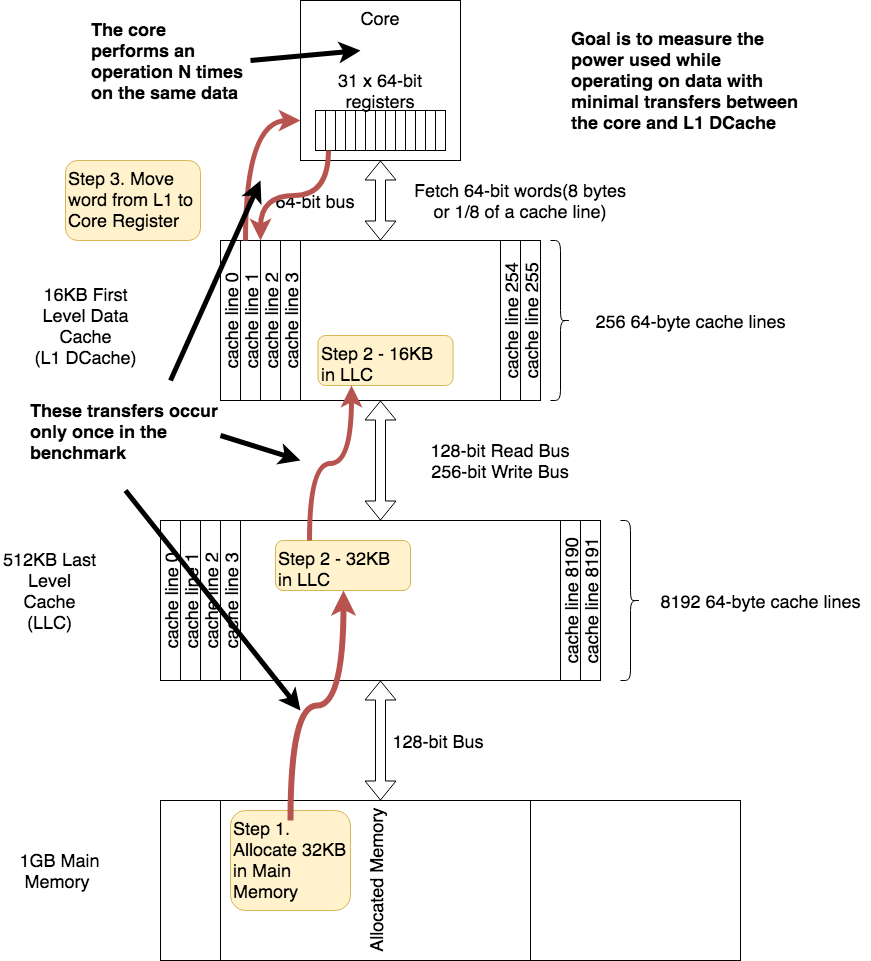 The core
performs an
operation N times
on the same data
Core
31 x 64-bit
registers
Goal is to measure the
power used while
operating on data with
minimal transfers between
the core and L1 DCache
Step 3. Move
word from L1 to
Core Register
64-bit bus
Fetch 64-bit words(8 bytes
or 1/8 of a cache line)
16KB First
Level Data
Cache
(L1 DCache)
cache line 0
cache line 1
cache line 2
cache line 3
cache line 254
cache line 255
256 64-byte cache lines
Step 2 - 16KB
in LLC
These transfers occur
only once in the
benchmark
128-bit Read Bus
256-bit Write Bus
512KB Last
Level
Cache
(LLC)
cache line 0
cache line 1
cache line 2
cache line 3
Step 2 - 32KB
in LLC
cache line 8190
cache line 8191
8192 64-byte cache lines
128-bit Bus
1GB Main
Memory
Step 1.
Allocate 32KB
in Main
Memory
Allocated Memory